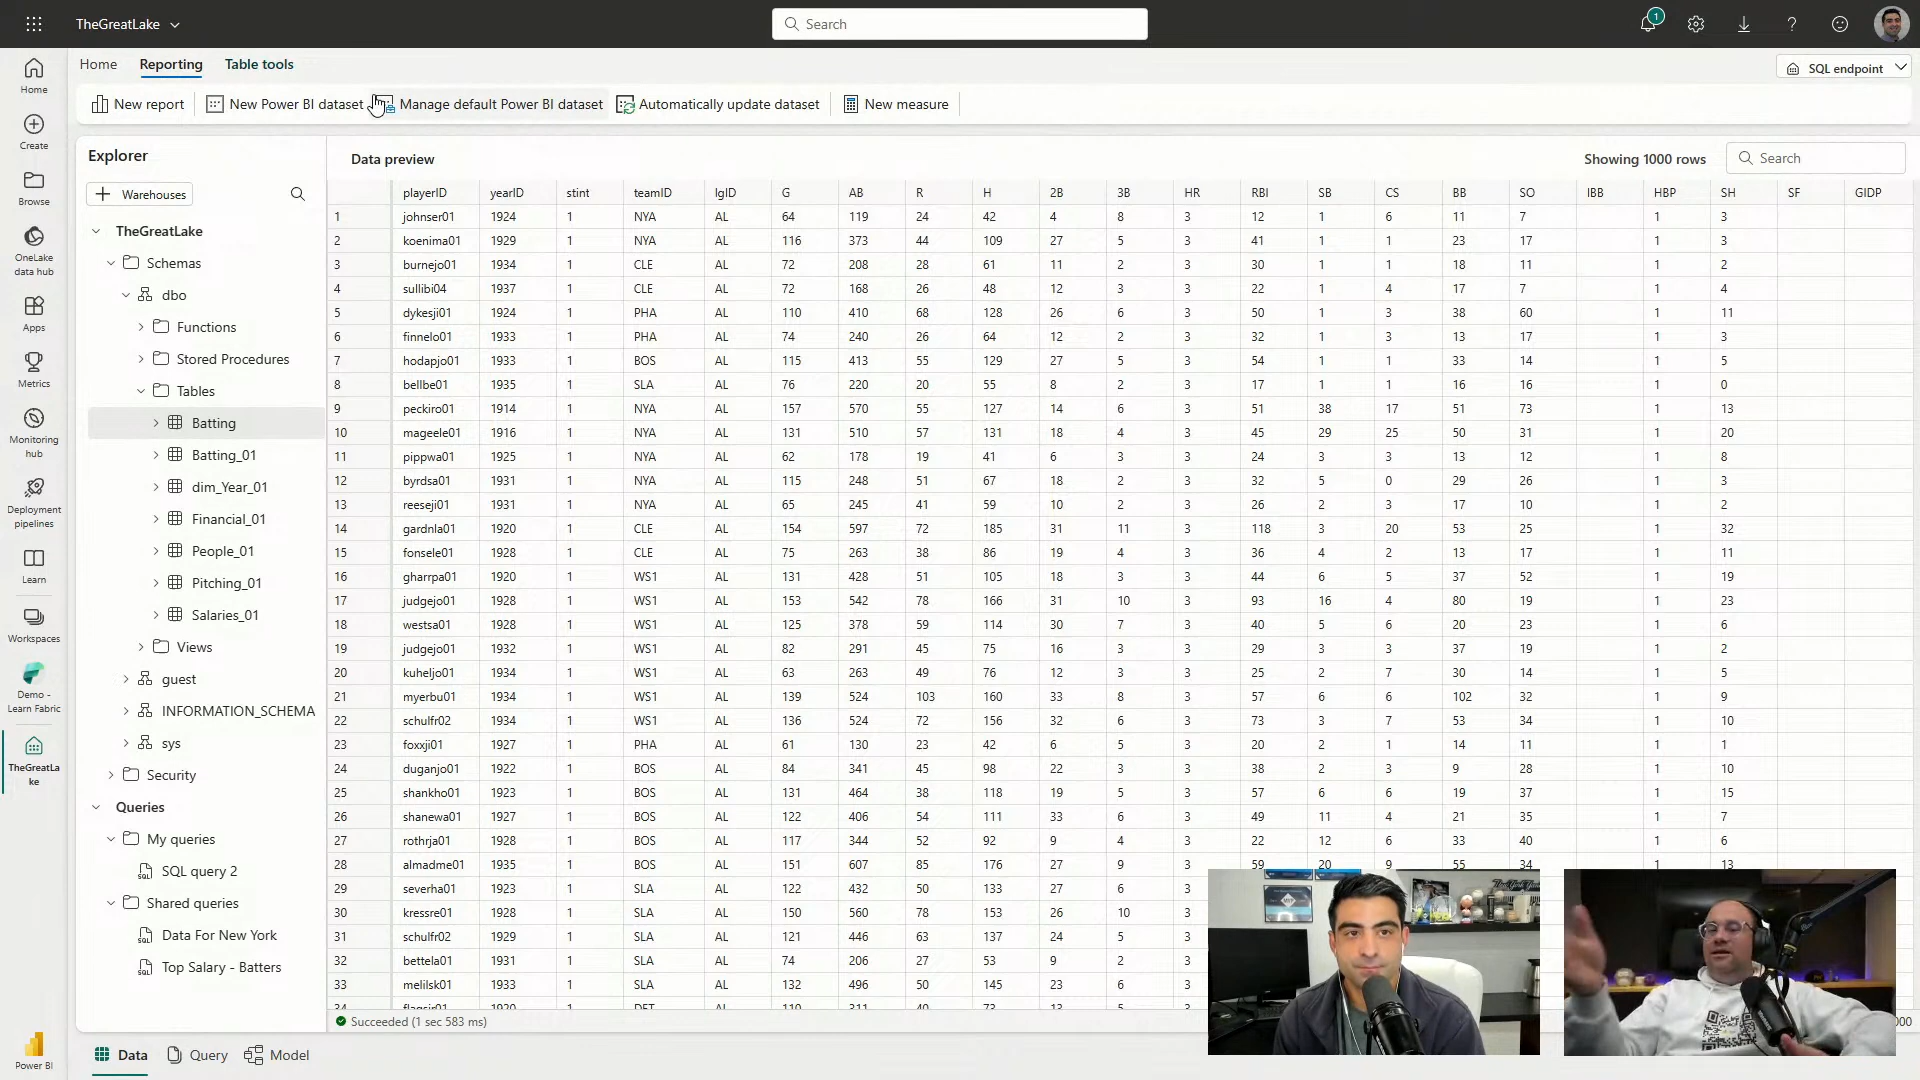 TheGreatLake
Search
1
Home
Reporting
Table tools
SQL endpoint
New report
New Power BI dataset
Manage default Power BI dataset
Automatically update dataset
New measure
Home
Create
Browse
OneLake
data hub
Apps
Metrics
Monitoring
hub
Deployment
pipelines
Learn
Workspaces
Demo -
Learn Fabric
TheGreatLa
ke
Power BI
Explorer
Warehouses
TheGreatLake
Schemas
dbo
Functions
Stored Procedures
Tables
Batting
Batting_01
dim_Year_01
Financial_01
People_01
Pitching_01
Salaries_01
Views
guest
INFORMATION_SCHEMA
sys
Security
Queries
My queries
SQL query 2
Shared queries
Data For New York
Top Salary - Batters
Data preview
Showing 1000 rows
Search
playerID yearID stint teamID lgID G AB R H 2B 3B HR RBI SB CS BB SO IBB HBP SH SF GIDP
1 johnser01 1924 1 NYA AL 64 119 24 42 4 8 3 12 1 6 11 7 1 3
2 koenima01 1929 1 NYA AL 116 373 44 109 27 5 3 41 1 1 23 17 1 3
3 burnejo01 1934 1 CLE AL 72 208 28 61 11 2 3 30 1 1 18 11 1 2
4 sullibi04 1937 1 CLE AL 72 168 26 48 12 3 3 22 1 4 17 7 1 4
5 dykesji01 1924 1 PHA AL 110 410 68 128 26 6 3 50 1 3 38 60 1 11
6 finnelo01 1933 1 PHA AL 74 240 26 64 12 2 3 32 1 3 13 17 1 3
7 hodapjo01 1933 1 BOS AL 115 413 55 129 27 5 3 54 1 1 33 14 1 5
8 bellbe01 1935 1 SLA AL 76 220 20 55 8 2 3 17 1 1 16 16 1 0
9 peckiro01 1914 1 NYA AL 157 570 55 127 14 6 3 51 38 17 51 73 1 13
10 mageele01 1916 1 NYA AL 131 510 57 131 18 4 3 45 29 25 50 31 1 20
11 pippwa01 1925 1 NYA AL 62 178 19 41 6 3 3 24 3 3 13 12 1 8
12 byrdsa01 1931 1 NYA AL 115 248 51 67 18 2 3 32 5 0 29 26 1 3
13 reeseji01 1931 1 NYA AL 65 245 41 59 10 2 3 26 2 3 17 10 1 2
14 gardnla01 1920 1 CLE AL 154 597 72 185 31 11 3 118 3 20 53 25 1 32
15 fonsele01 1928 1 CLE AL 75 263 38 86 19 4 3 36 4 2 13 17 1 11
16 gharrpa01 1920 1 WS1 AL 131 428 51 105 18 3 3 44 6 5 37 52 1 19
17 judgejo01 1928 1 WS1 AL 153 542 78 166 31 10 3 93 16 4 80 19 1 23
18 westsa01 1928 1 WS1 AL 125 378 59 114 30 7 3 40 5 6 20 23 1 6
19 judgejo01 1932 1 WS1 AL 82 291 45 75 16 3 3 29 3 3 37 19 1 2
20 kuheljo01 1934 1 WS1 AL 63 263 49 76 12 3 3 25 2 7 30 14 1 5
21 myerbu01 1934 1 WS1 AL 139 524 103 160 33 8 3 57 6 6 102 32 1 9
22 schulfr02 1934 1 WS1 AL 136 524 72 156 32 6 3 73 3 7 53 34 1 10
23 foxxji01 1927 1 PHA AL 61 130 23 42 6 5 3 20 2 1 14 11 1 1
24 duganjo01 1922 1 BOS AL 84 341 45 98 22 3 3 38 2 3 9 28 1 10
25 shankho01 1923 1 BOS AL 131 464 38 118 19 5 3 57 6 6 19 37 1 15
26 shanewa01 1927 1 BOS AL 122 406 54 111 33 6 3 49 11 4 21 35 1 7
27 rothrja01 1928 1 BOS AL 117 344 52 92 9 4 3 22 12 6 33 40 1 6
28 almadme01 1935 1 BOS AL 151 607 85 176 27 9 3 59 20 9 55 34 1 13
29 severha01 1923 1 SLA AL 122 432 50 133 27 6 3
30 kressre01 1928 1 SLA AL 150 560 78 153 26 10 3
31 schulfr02 1929 1 SLA AL 121 446 63 137 24 5 3
32 bettela01 1931 1 SLA AL 74 206 27 53 9 2 3
33 melilsk01 1933 1 SLA AL 132 496 50 145 23 6 3
34 flagsir01 1920 1 DET AL 110 311 40 73 13 5 3
Succeeded (1 sec 583 ms)
000
Data
Query
Model